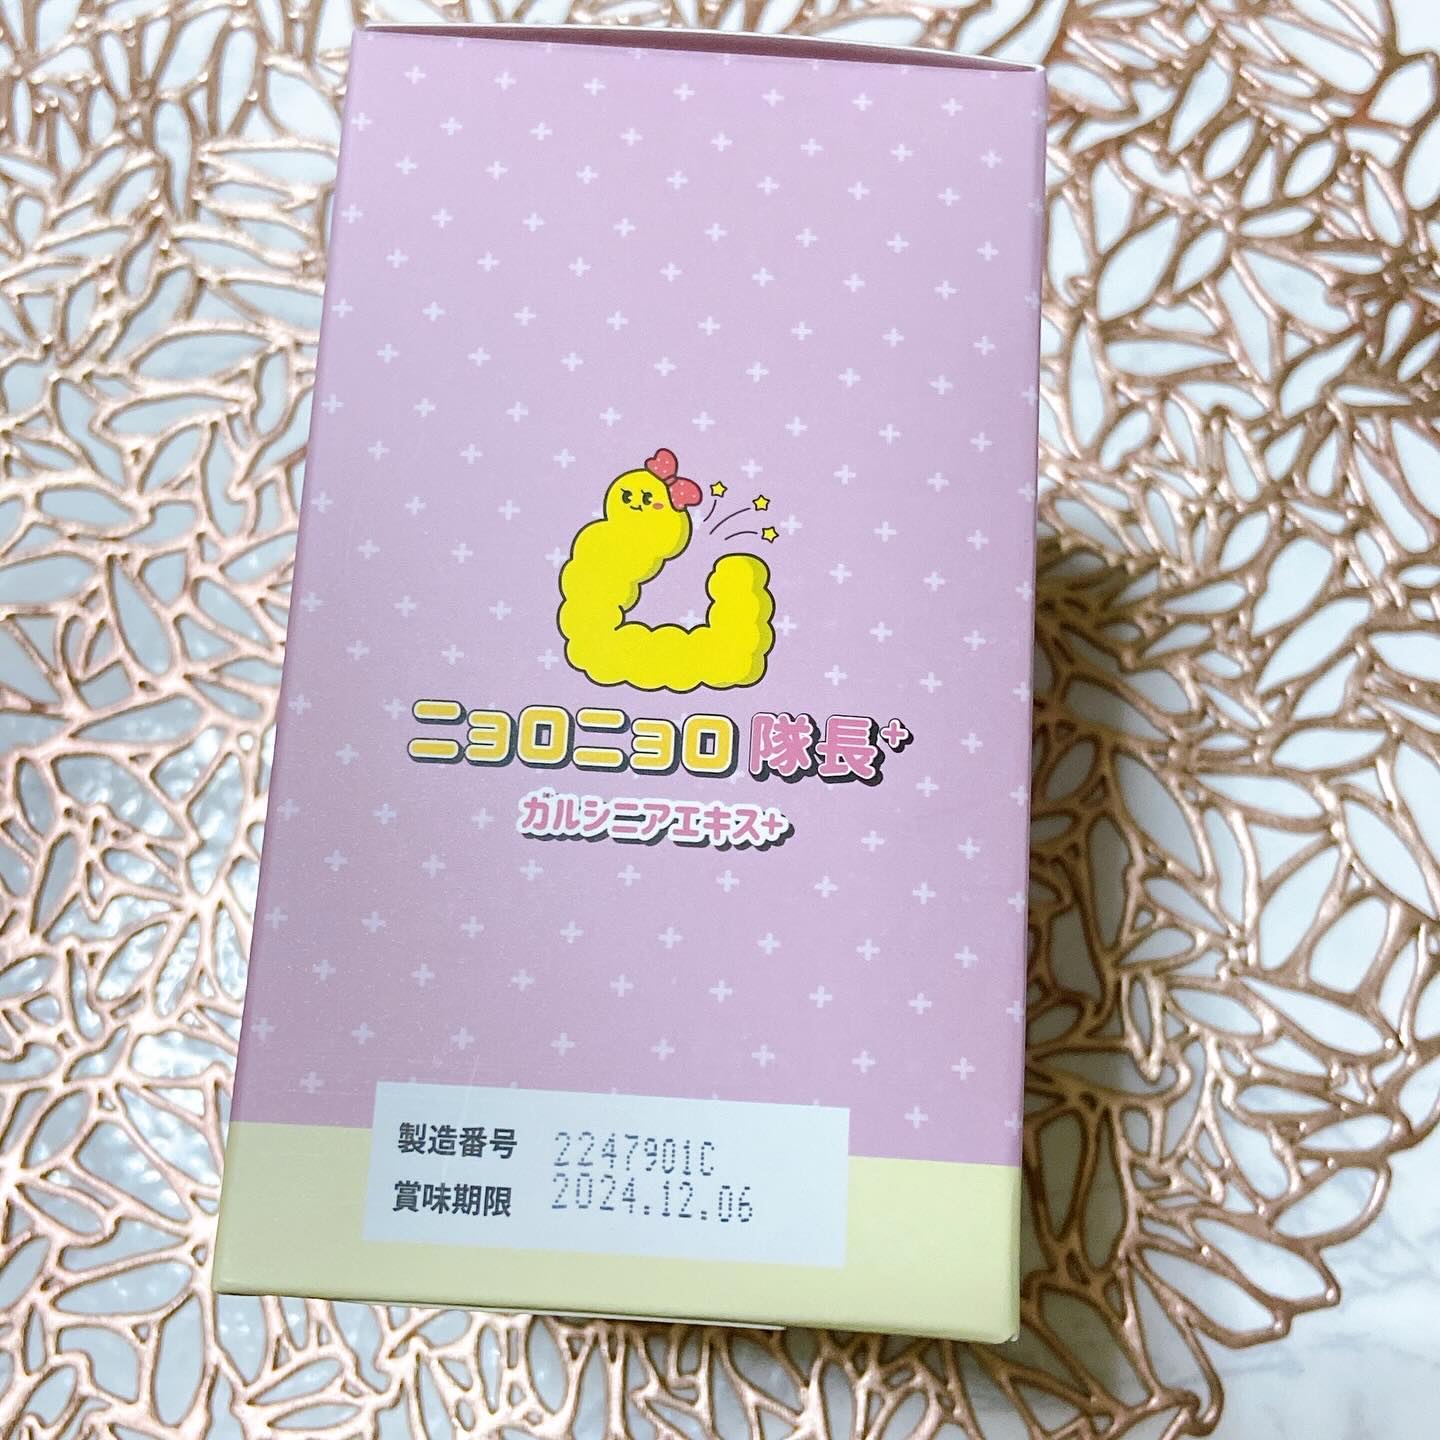 ニョロニョロ隊長+
ガルシニアエキス+
製造番号 2247901C
賞味期限 2024.12.06